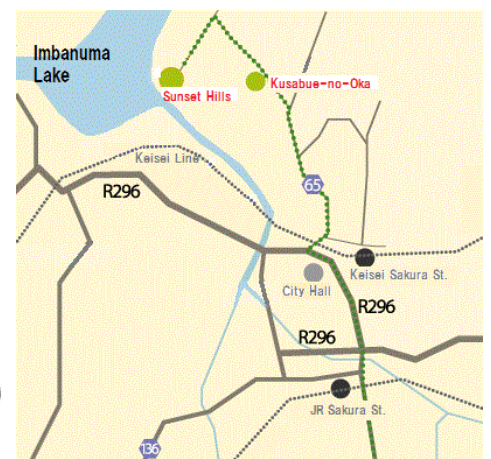 Imbanuma
Lake
Sunset Hills
Kusabue-no-Oka
Keisei Line
R296
65
Keisei Sakura St.
City Hall
R296
R296
JR Sakura St.
136